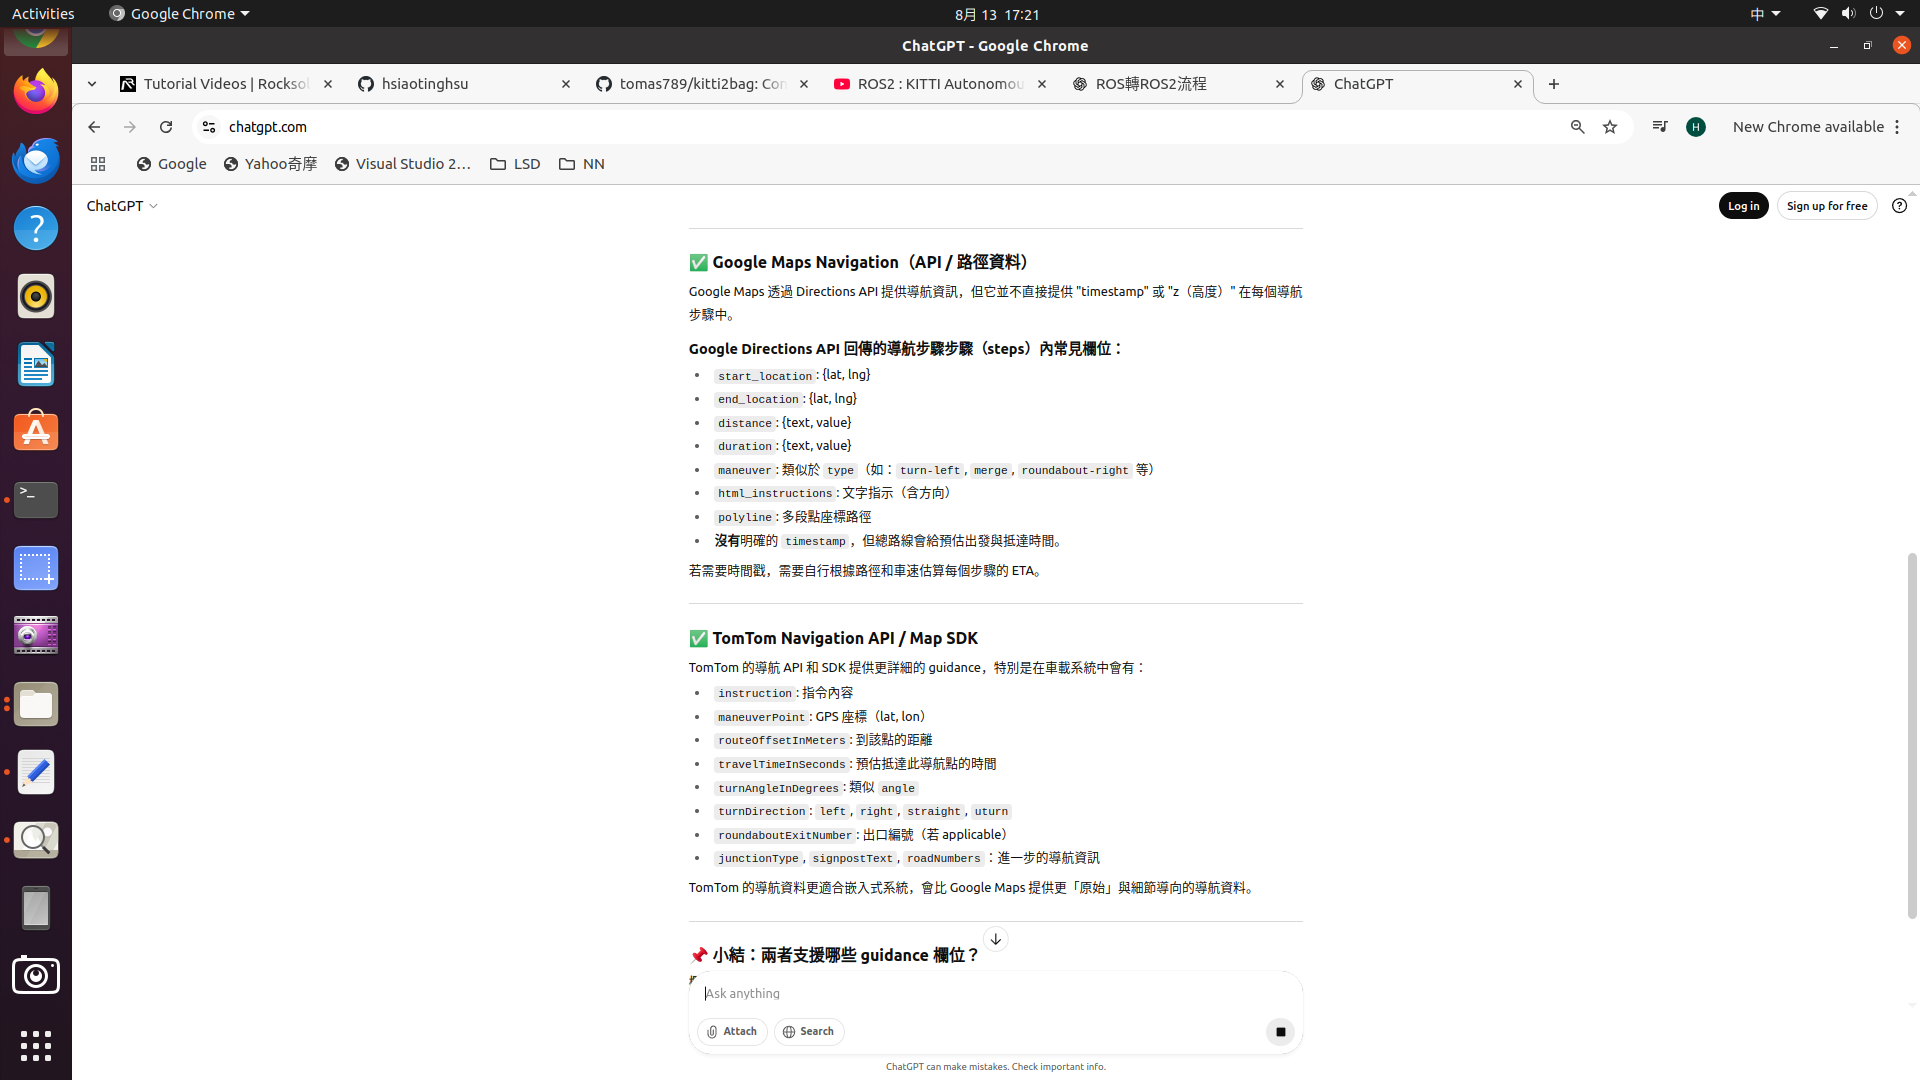 Activities
Google Chrome
8月 13 17:21
中
ChatGPT - Google Chrome
Tutorial Videos | Rocksol
hsiaotinghsu
tomas789/kitti2bag: Con
ROS2 : KITTI Autonomou
ROS轉ROS2流程
ChatGPT
chatgpt.com
H
New Chrome available
Google
Yahoo奇摩
Visual Studio 2…
LSD
NN
ChatGPT
Log in
Sign up for free
✅ Google Maps Navigation（API / 路徑資料）
Google Maps 透過 Directions API 提供導航資訊，但它並不直接提供 "timestamp" 或 "z（高度）" 在每個導航
步驟中。
Google Directions API 回傳的導航步驟步驟（steps）內常見欄位：
• start_location: {lat, lng}
• end_location: {lat, lng}
• distance: {text, value}
• duration: {text, value}
• maneuver: 類似於 type（如：turn-left, merge, roundabout-right 等）
• html_instructions: 文字指示（含方向）
• polyline: 多段點座標路徑
• 沒有明確的 timestamp，但總路線會給預估出發與抵達時間。
若需要時間戳，需要自行根據路徑和車速估算每個步驟的 ETA。
✅ TomTom Navigation API / Map SDK
TomTom 的導航 API 和 SDK 提供更詳細的 guidance，特別是在車載系統中會有：
• instruction: 指令內容
• maneuverPoint: GPS 座標（lat, lon）
• routeOffsetInMeters: 到該點的距離
• travelTimeInSeconds: 預估抵達此導航點的時間
• turnAngleInDegrees: 類似 angle
• turnDirection: left, right, straight, uturn
• roundaboutExitNumber: 出口編號（若 applicable）
• junctionType, signpostText, roadNumbers：進一步的導航資訊
TomTom 的導航資料更適合嵌入式系統，會比 Google Maps 提供更「原始」與細節導向的導航資料。
📌 小結：兩者支援哪些 guidance 欄位？
Ask anything
Attach
Search
ChatGPT can make mistakes. Check important info.